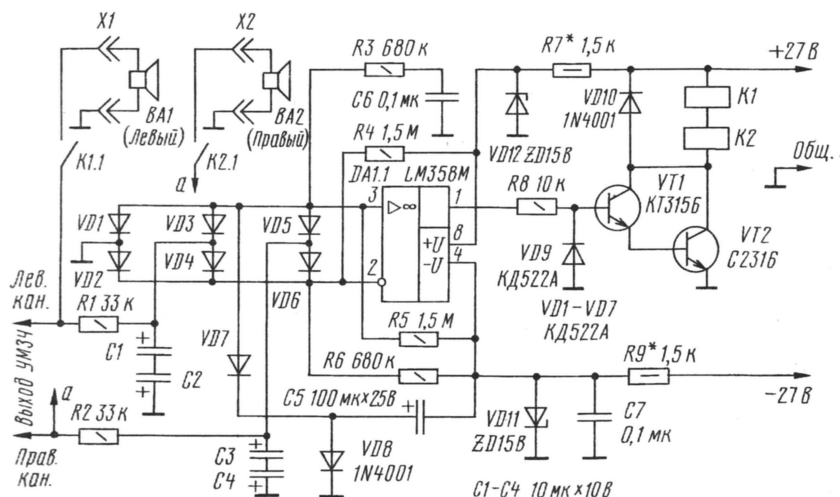 X1
X2
R3 680 к
R7* 1,5 к
+27 В
BA1
(Левый)
BA2
(Правый)
C6 0,1 мк
VD10
1N4001
K1
K2
R4 1,5 М
VD12 ZD15B
K1.1
K2.1
а
DA1.1 LM358M
Общ.
3
▷∞
1
R8 10 к
VT1
КТ315б
VD1
VD3
VD5
8
+U
-U
4
VT2
C2316
VD2
VD4
2
VD9
КД522А
Лев.
кан.
R1 33 к
VD6
VD1-VD7
КД522А
VD7
R5 1,5 М
C1
R6 680 к
R9* 1,5 к
Выход УМЗЧ
а
C2
C5 100 мк×25В
-27 В
R2 33 к
VD11
ZD15B
C7
0,1 мк
Прав.
кан.
C3
C4
VD8
1N4001
C1-C4 10 мк×10 В